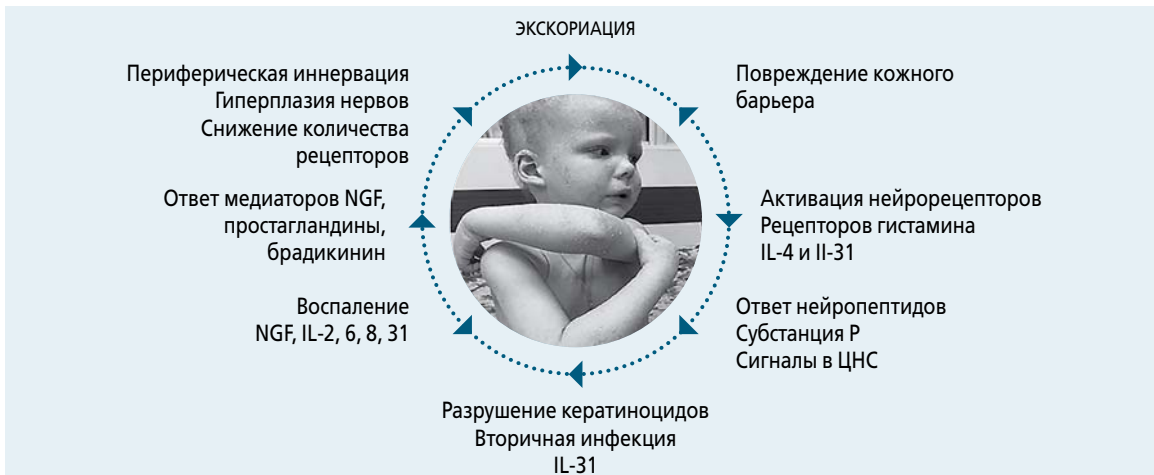 ЭКСКОРИАЦИЯ
Повреждение кожного
барьера
Активация нейрорецепторов
Рецепторов гистамина
IL-4 и II-31
Ответ нейропептидов
Субстанция Р
Сигналы в ЦНС
Разрушение кератиноцидов
Вторичная инфекция
IL-31
Воспаление
NGF, IL-2, 6, 8, 31
Ответ медиаторов NGF,
простагландины,
брадикинин
Периферическая иннервация
Гиперплазия нервов
Снижение количества
рецепторов